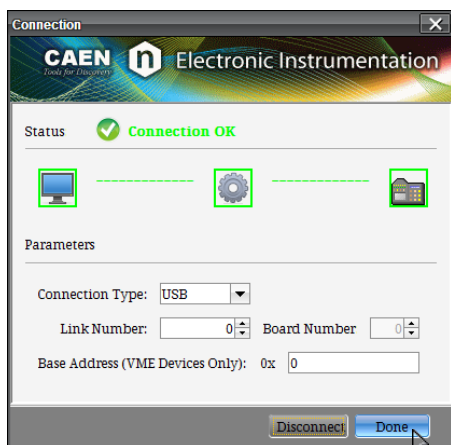 Connection
CAEN n Electronic Instrumentation
Tools for Discovery
Status Connection OK
Parameters
Connection Type: USB
Link Number: 0 Board Number 0
Base Address (VME Devices Only): 0x 0
Disconnect Done